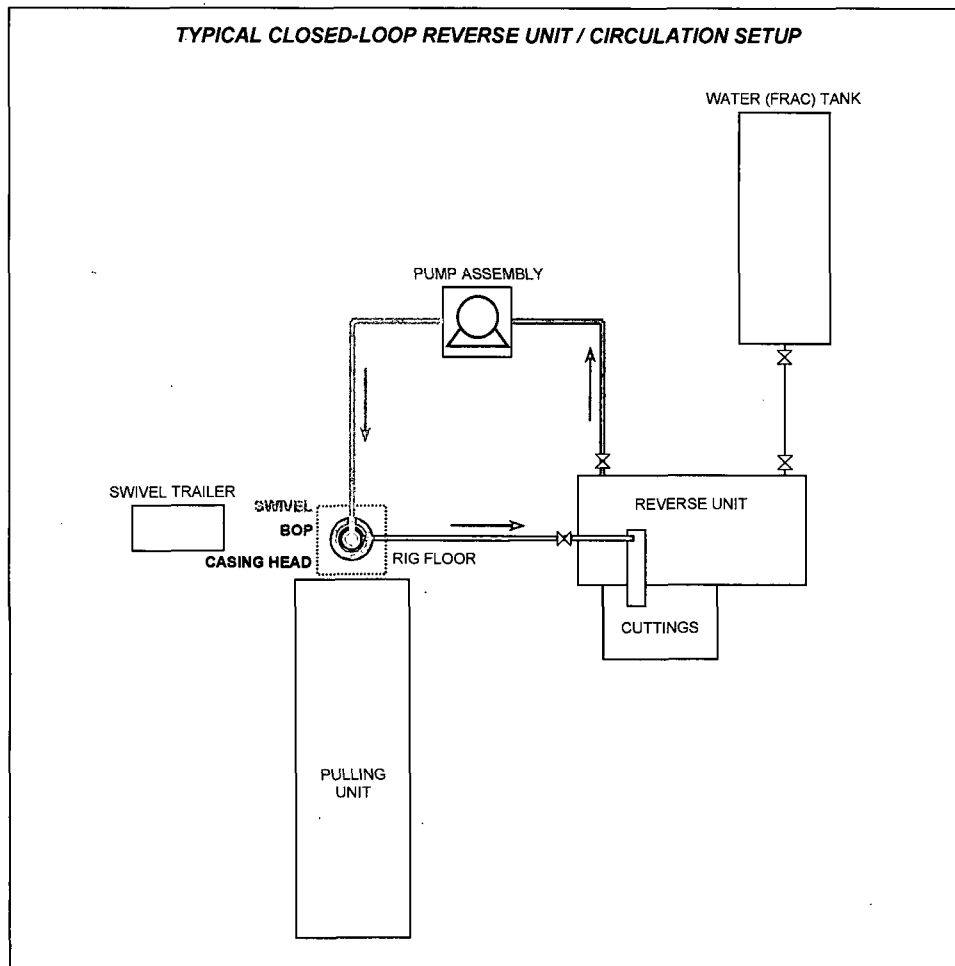 TYPICAL CLOSED-LOOP REVERSE UNIT / CIRCULATION SETUP
WATER (FRAC) TANK
PUMP ASSEMBLY
SWIVEL TRAILER
SWIVEL
BOP
CASING HEAD
RIG FLOOR
REVERSE UNIT
CUTTINGS
PULLING
UNIT